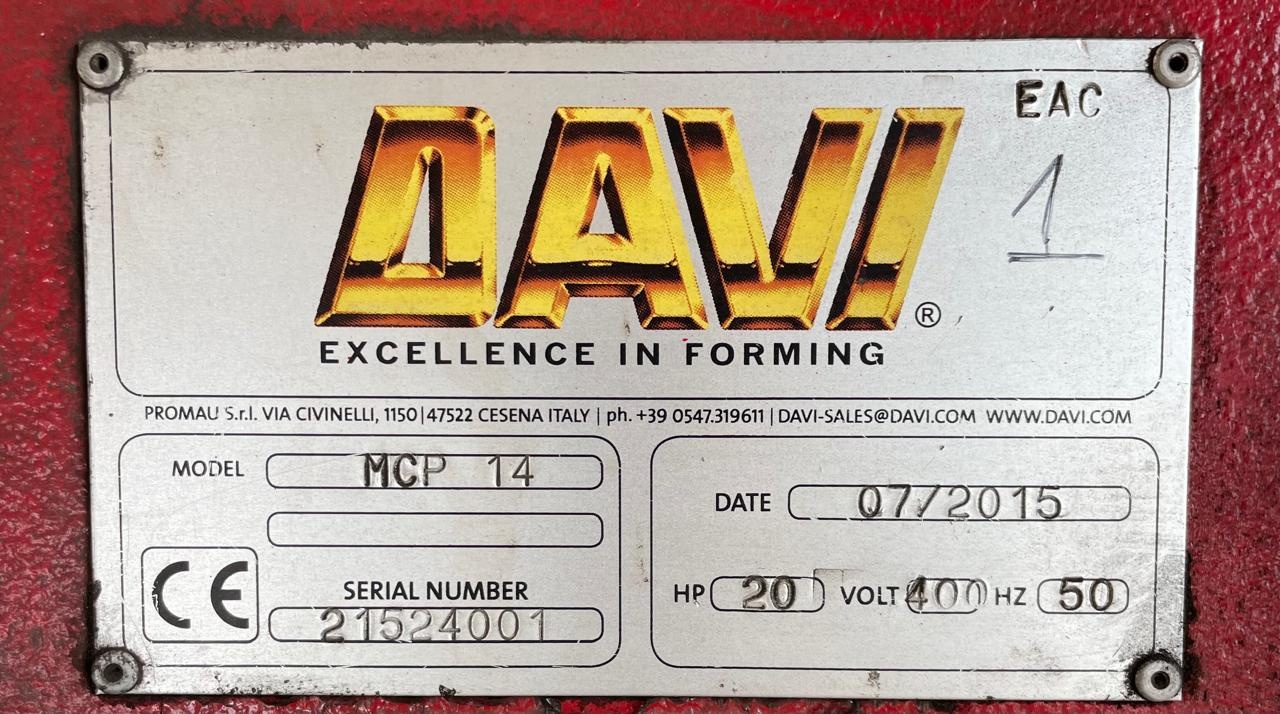 EAC
1
DAVI®
EXCELLENCE IN FORMING
PROMAU S.r.l. VIA CIVINELLI, 1150|47522 CESENA ITALY | ph. +39 0547.319611 | DAVI-SALES@DAVI.COM WWW.DAVI.COM
MODEL MCP 14
DATE 07/2015
CE
SERIAL NUMBER
21524001
HP 20 VOLT 400 HZ 50